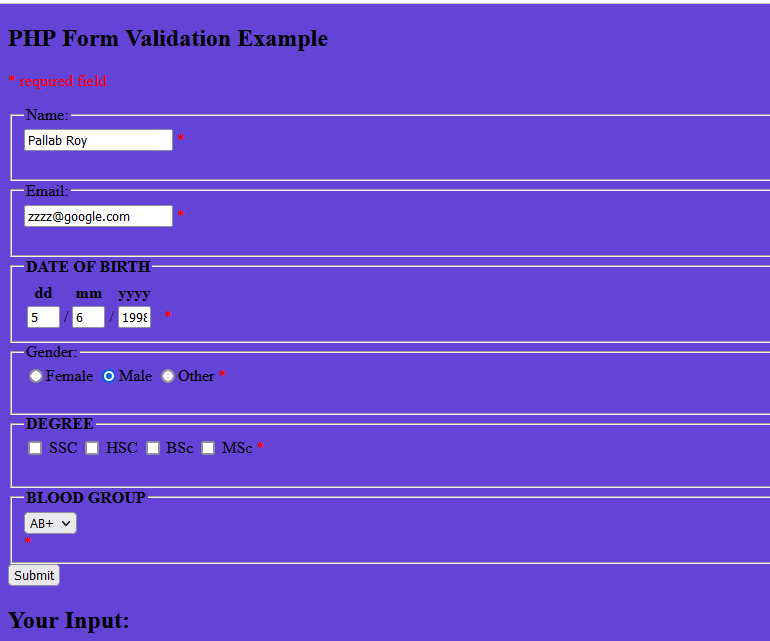 PHP Form Validation Example
* required field
Name:
Pallab Roy *
Email:
zzzz@google.com *
DATE OF BIRTH
dd mm yyyy
5 / 6 / 1998 *
Gender:
Female Male Other *
DEGREE
SSC HSC BSc MSc *
BLOOD GROUP
AB+
*
Submit
Your Input: